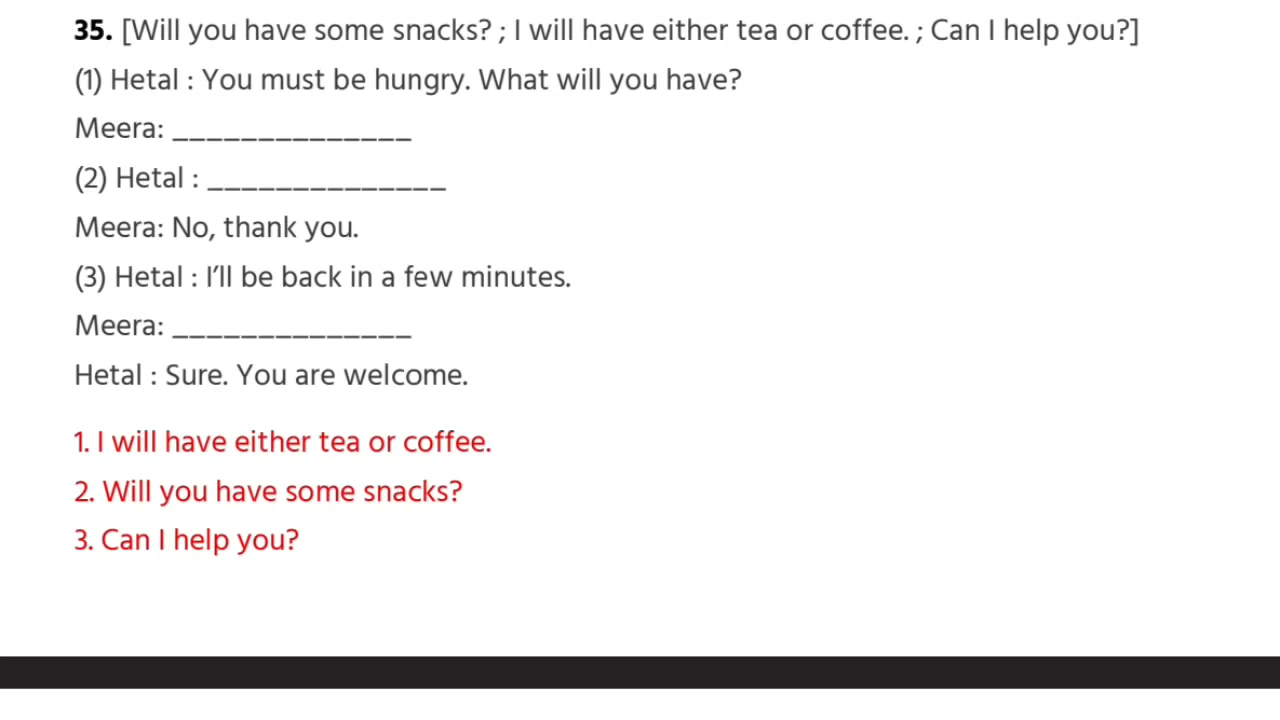 35. [Will you have some snacks? ; I will have either tea or coffee. ; Can I help you?]
(1) Hetal : You must be hungry. What will you have?
Meera: ______________
(2) Hetal : ______________
Meera: No, thank you.
(3) Hetal : I’ll be back in a few minutes.
Meera: ______________
Hetal : Sure. You are welcome.
1. I will have either tea or coffee.
2. Will you have some snacks?
3. Can I help you?